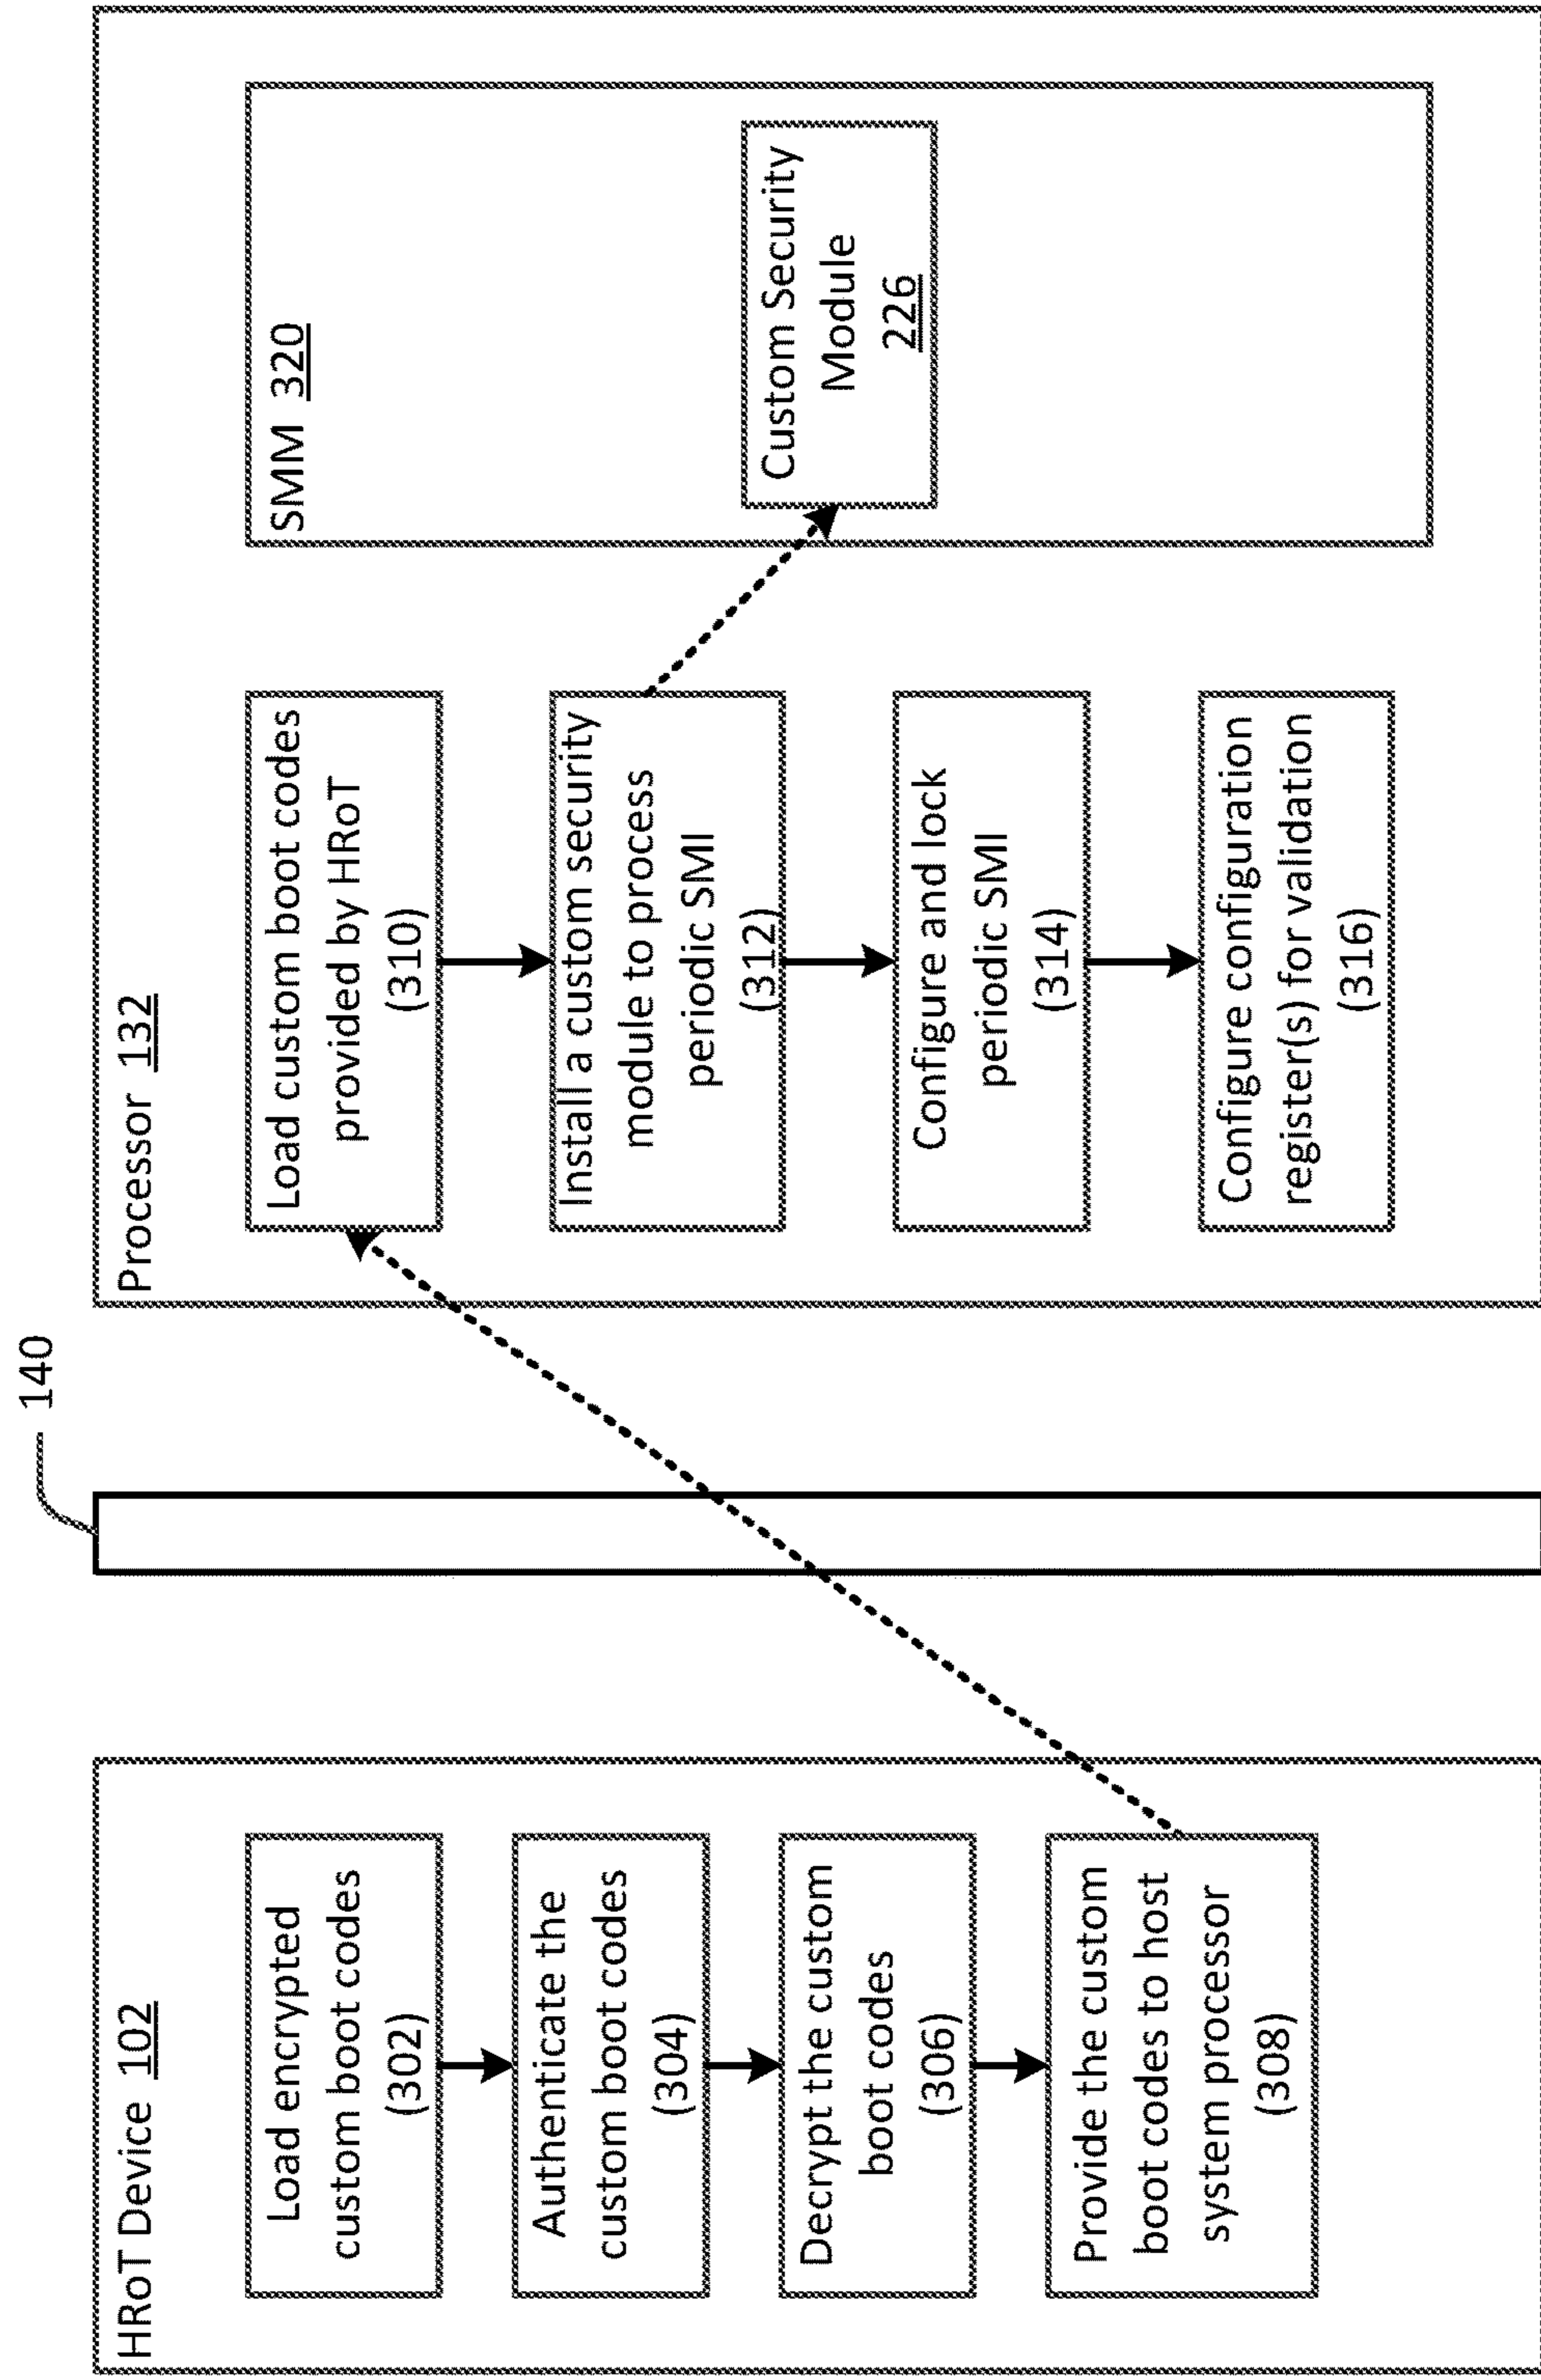 HRoT Device 102
Load encrypted
custom boot codes
(302)
Authenticate the
custom boot codes
(304)
Decrypt the custom
boot codes
(306)
Provide the custom
boot codes to host
system processor
(308)
140
Processor 132
Load custom boot codes
provided by HRoT
(310)
Install a custom security
module to process
periodic SMI
(312)
Configure and lock
periodic SMI
(314)
Configure configuration
register(s) for validation
(316)
SMM 320
Custom Security
Module
226